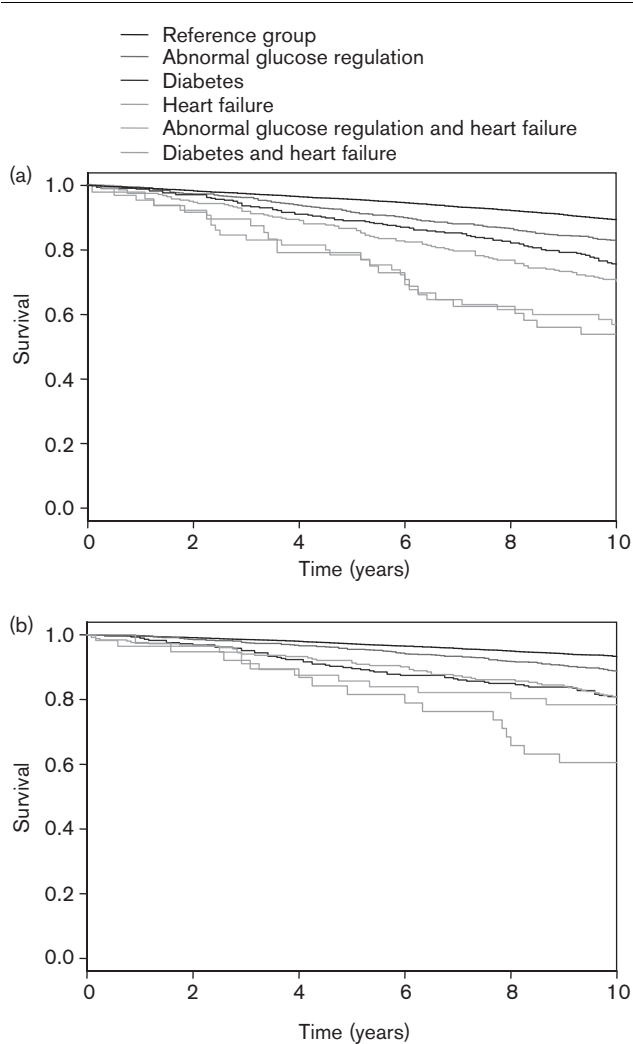 Reference group
Abnormal glucose regulation
Diabetes
Heart failure
Abnormal glucose regulation and heart failure
Diabetes and heart failure
(a)
1.0
0.8
0.6
0.4
0.2
0.0
Survival
0 2 4 6 8 10
Time (years)
(b)
1.0
0.8
0.6
0.4
0.2
0.0
Survival
0 2 4 6 8 10
Time (years)